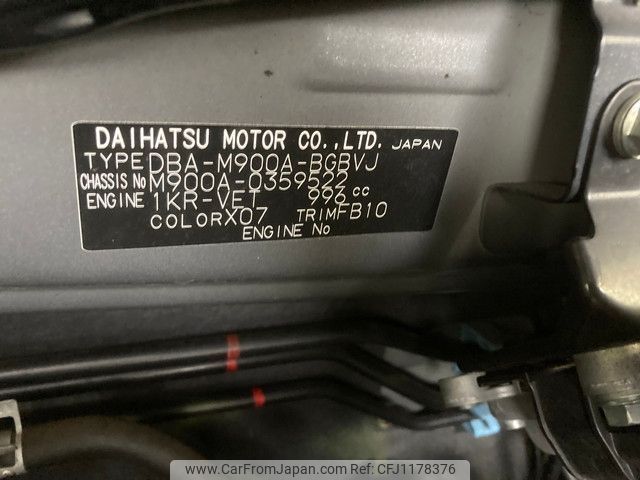 DAIHATSU MOTOR CO.,LTD. JAPAN
TYPE DBA-M900A-BGBVJ
CHASSIS No M900A-0359522
ENGINE 1KR-VET 996 cc
COLOR X07 TRIM FB10
ENGINE No
www.CarFromJapan.com CFJ1178376